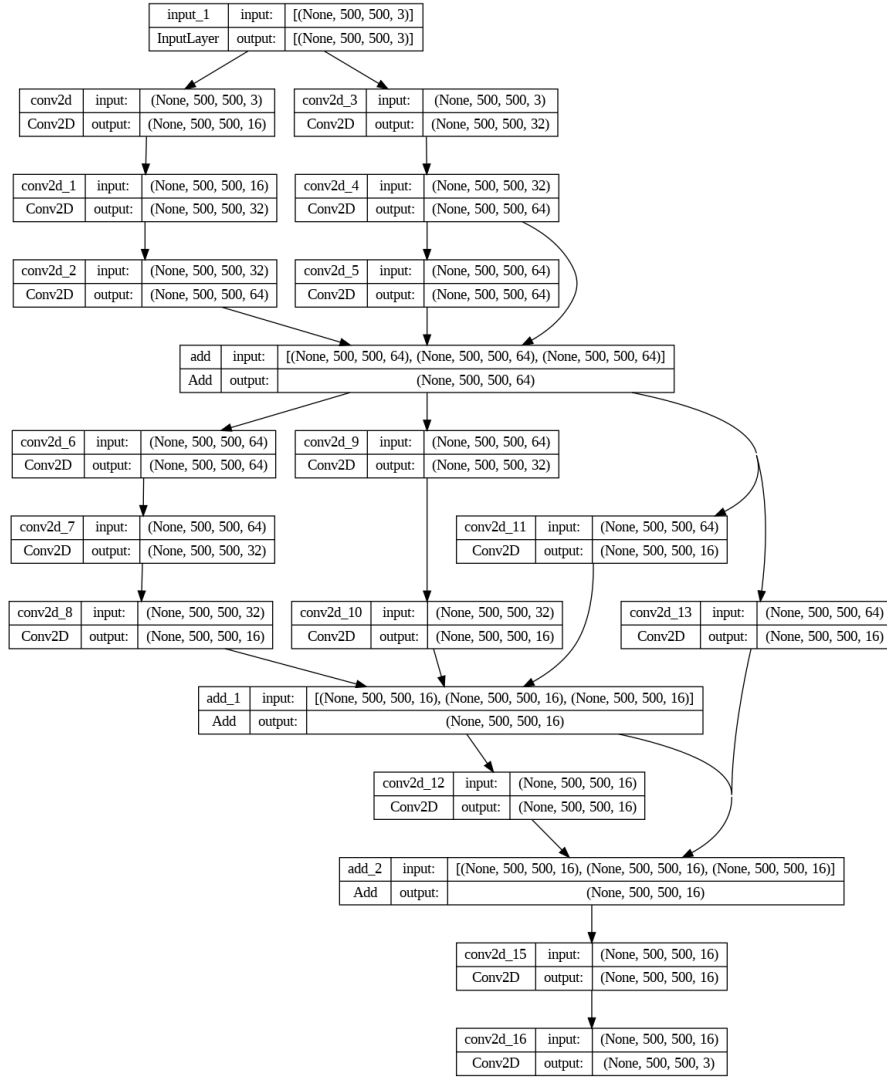 input_1 input: [(None, 500, 500, 3)]
InputLayer output: [(None, 500, 500, 3)]
conv2d input: (None, 500, 500, 3)
Conv2D output: (None, 500, 500, 16)
conv2d_3 input: (None, 500, 500, 3)
Conv2D output: (None, 500, 500, 32)
conv2d_1 input: (None, 500, 500, 16)
Conv2D output: (None, 500, 500, 32)
conv2d_4 input: (None, 500, 500, 32)
Conv2D output: (None, 500, 500, 64)
conv2d_2 input: (None, 500, 500, 32)
Conv2D output: (None, 500, 500, 64)
conv2d_5 input: (None, 500, 500, 64)
Conv2D output: (None, 500, 500, 64)
add input: [(None, 500, 500, 64), (None, 500, 500, 64), (None, 500, 500, 64)]
Add output: (None, 500, 500, 64)
conv2d_6 input: (None, 500, 500, 64)
Conv2D output: (None, 500, 500, 64)
conv2d_9 input: (None, 500, 500, 64)
Conv2D output: (None, 500, 500, 32)
conv2d_7 input: (None, 500, 500, 64)
Conv2D output: (None, 500, 500, 32)
conv2d_11 input: (None, 500, 500, 64)
Conv2D output: (None, 500, 500, 16)
conv2d_8 input: (None, 500, 500, 32)
Conv2D output: (None, 500, 500, 16)
conv2d_10 input: (None, 500, 500, 32)
Conv2D output: (None, 500, 500, 16)
conv2d_13 input: (None, 500, 500, 64)
Conv2D output: (None, 500, 500, 16)
add_1 input: [(None, 500, 500, 16), (None, 500, 500, 16), (None, 500, 500, 16)]
Add output: (None, 500, 500, 16)
conv2d_12 input: (None, 500, 500, 16)
Conv2D output: (None, 500, 500, 16)
add_2 input: [(None, 500, 500, 16), (None, 500, 500, 16), (None, 500, 500, 16)]
Add output: (None, 500, 500, 16)
conv2d_15 input: (None, 500, 500, 16)
Conv2D output: (None, 500, 500, 16)
conv2d_16 input: (None, 500, 500, 16)
Conv2D output: (None, 500, 500, 3)